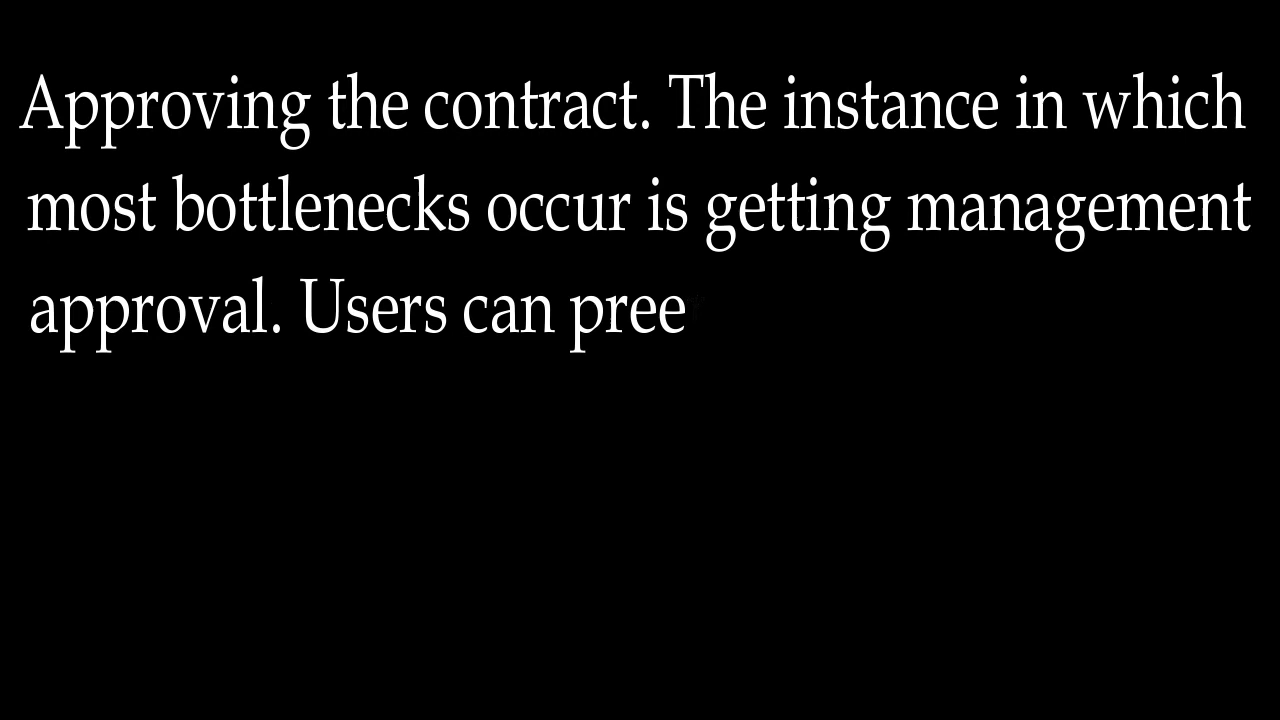 Approving the contract. The instance in which
most bottlenecks occur is getting management
approval. Users can pree